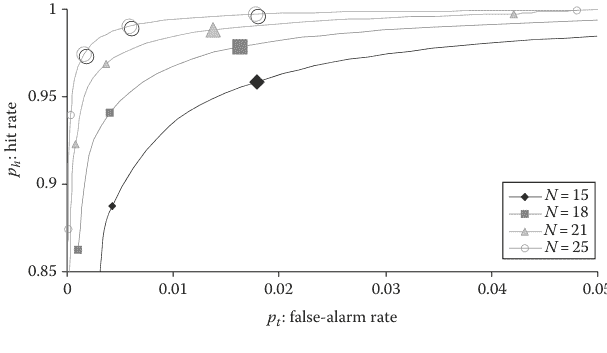 1
0.95
0.9
0.85
p_h: hit rate
0
0.01
0.02
0.03
0.04
0.05
p_t: false-alarm rate
N = 15
N = 18
N = 21
N = 25